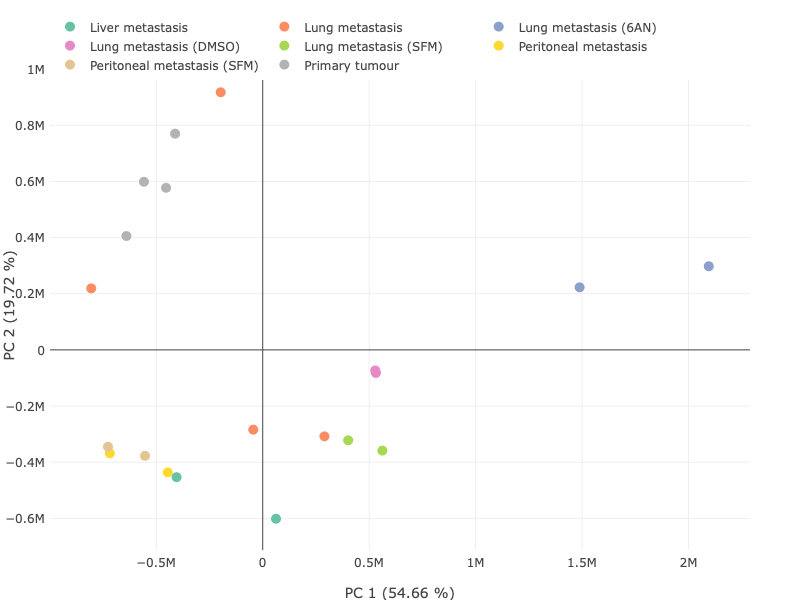 Liver metastasis
Lung metastasis
Lung metastasis (6AN)
Lung metastasis (DMSO)
Lung metastasis (SFM)
Peritoneal metastasis
Peritoneal metastasis (SFM)
Primary tumour
1M
0.8M
0.6M
0.4M
0.2M
0
−0.2M
−0.4M
−0.6M
PC 2 (19.72 %)
−0.5M
0
0.5M
1M
1.5M
2M
PC 1 (54.66 %)